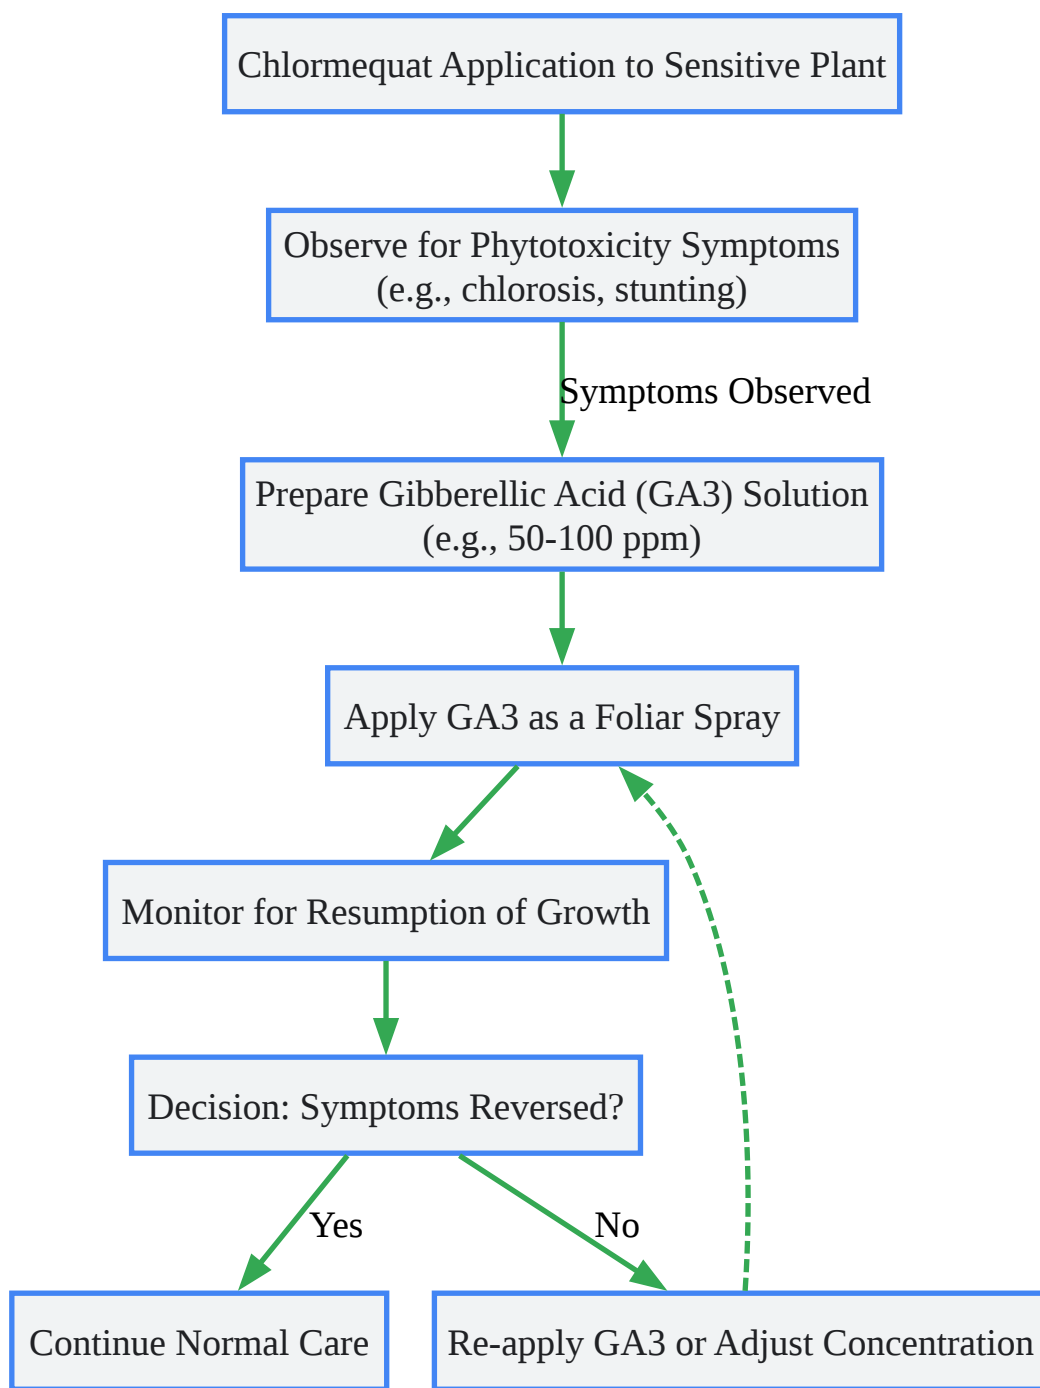 Chlormequat Application to Sensitive Plant
Observe for Phytotoxicity Symptoms
(e.g., chlorosis, stunting)
Symptoms Observed
Prepare Gibberellic Acid (GA3) Solution
(e.g., 50-100 ppm)
Apply GA3 as a Foliar Spray
Monitor for Resumption of Growth
Decision: Symptoms Reversed?
Yes
No
Continue Normal Care
Re-apply GA3 or Adjust Concentration